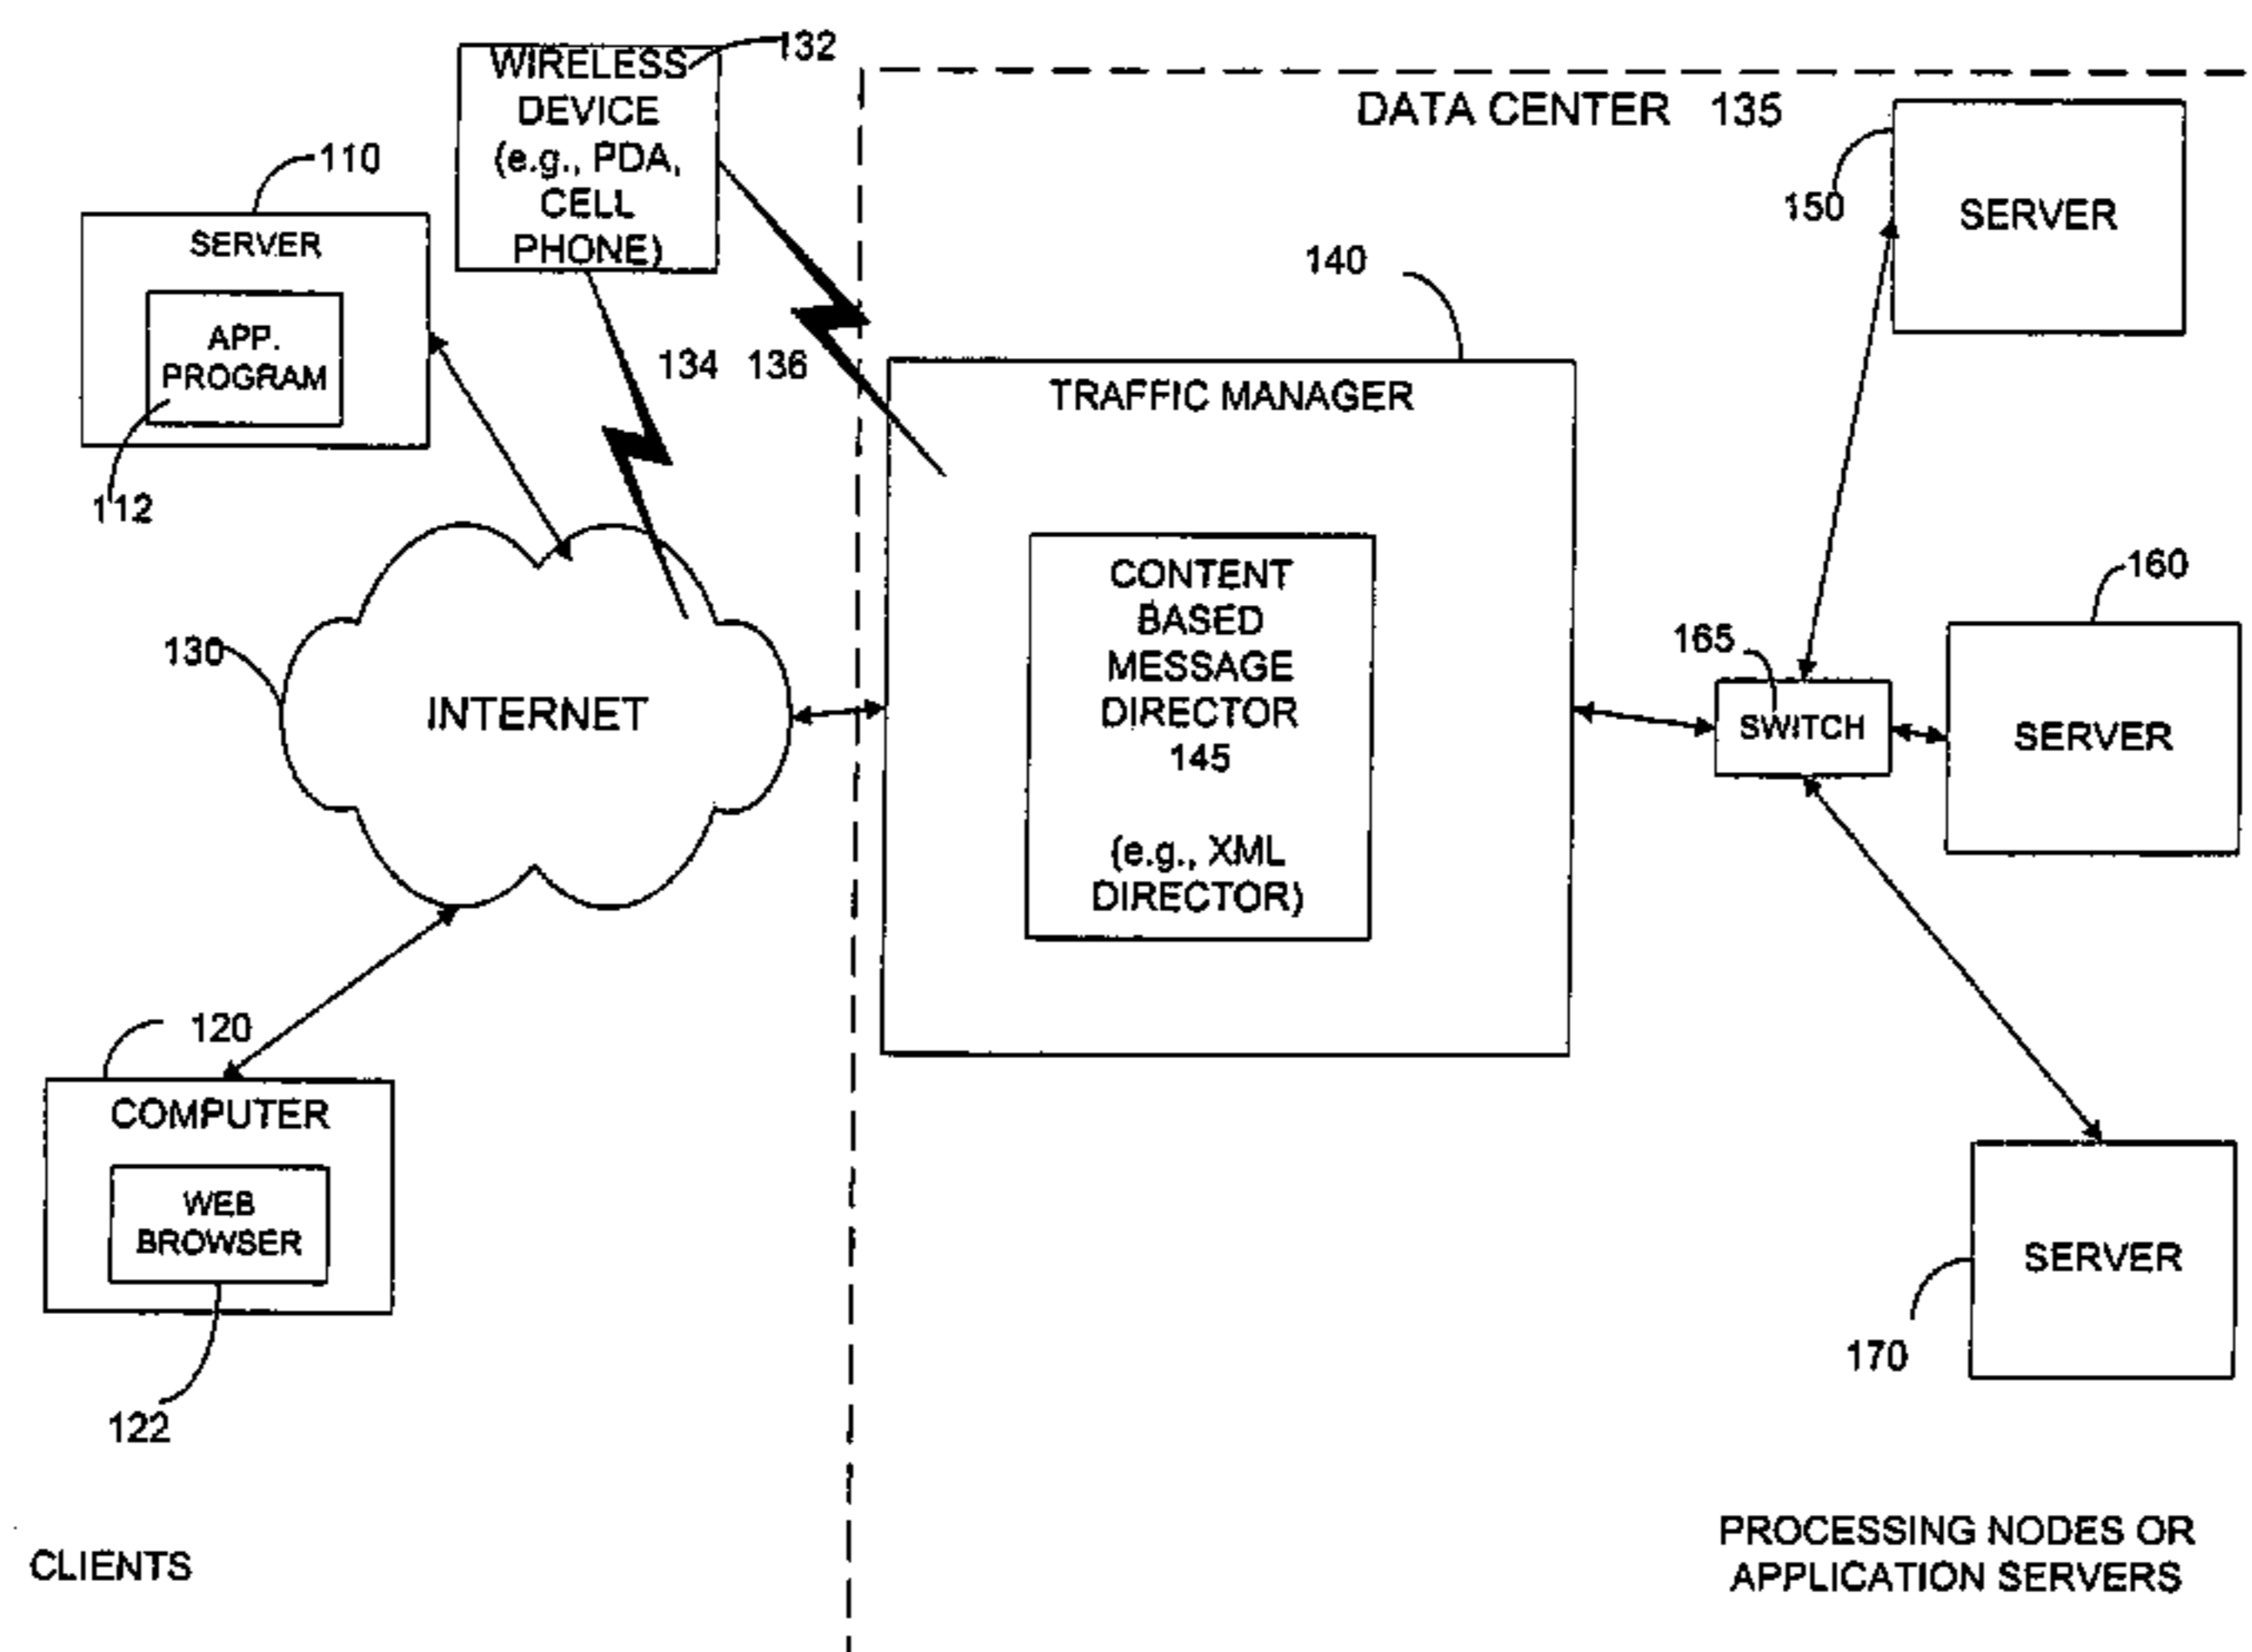 WIRELESS
DEVICE
(e.g., PDA,
CELL
PHONE)
132
DATA CENTER 135
110
SERVER
APP.
PROGRAM
112
134 136
140
TRAFFIC MANAGER
CONTENT
BASED
MESSAGE
DIRECTOR
145
(e.g., XML
DIRECTOR)
150
SERVER
160
SERVER
165
SWITCH
130
INTERNET
120
COMPUTER
WEB
BROWSER
122
SERVER
170
CLIENTS
PROCESSING NODES OR
APPLICATION SERVERS